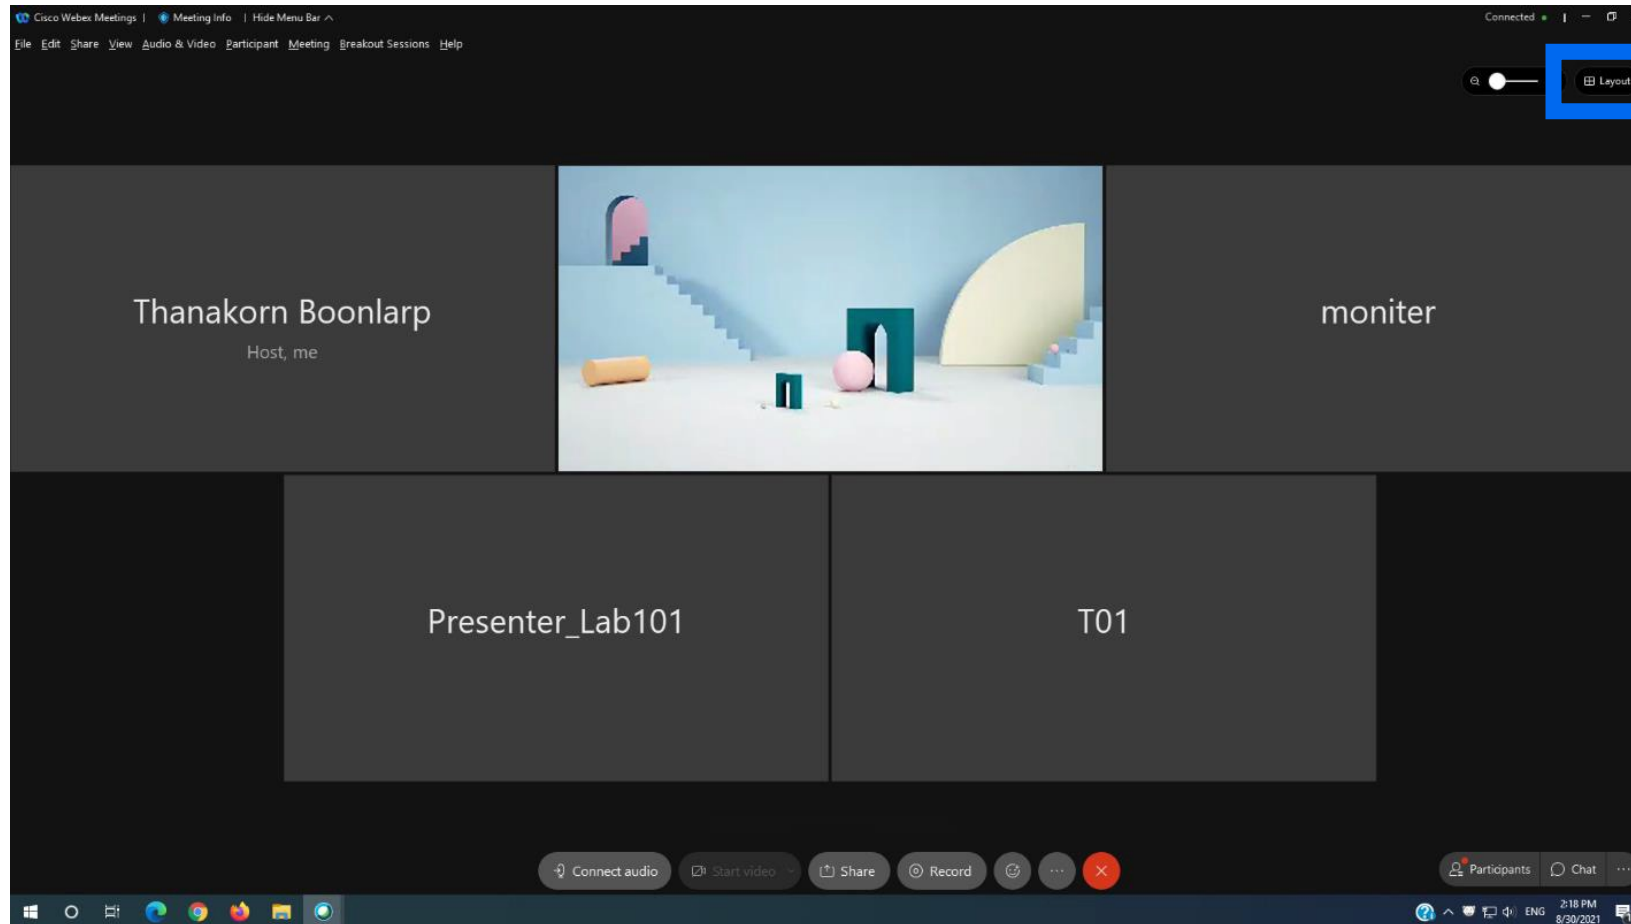 Cisco Webex Meetings | Meeting Info | Hide Menu Bar Connected
File Edit Share View Audio & Video Participant Meeting Breakout Sessions Help
Layout
Thanakorn Boonlarp
Host, me
moniter
Presenter_Lab101
T01
Connect audio Start video Share Record Participants Chat
ENG 2:18 PM
8/30/2021